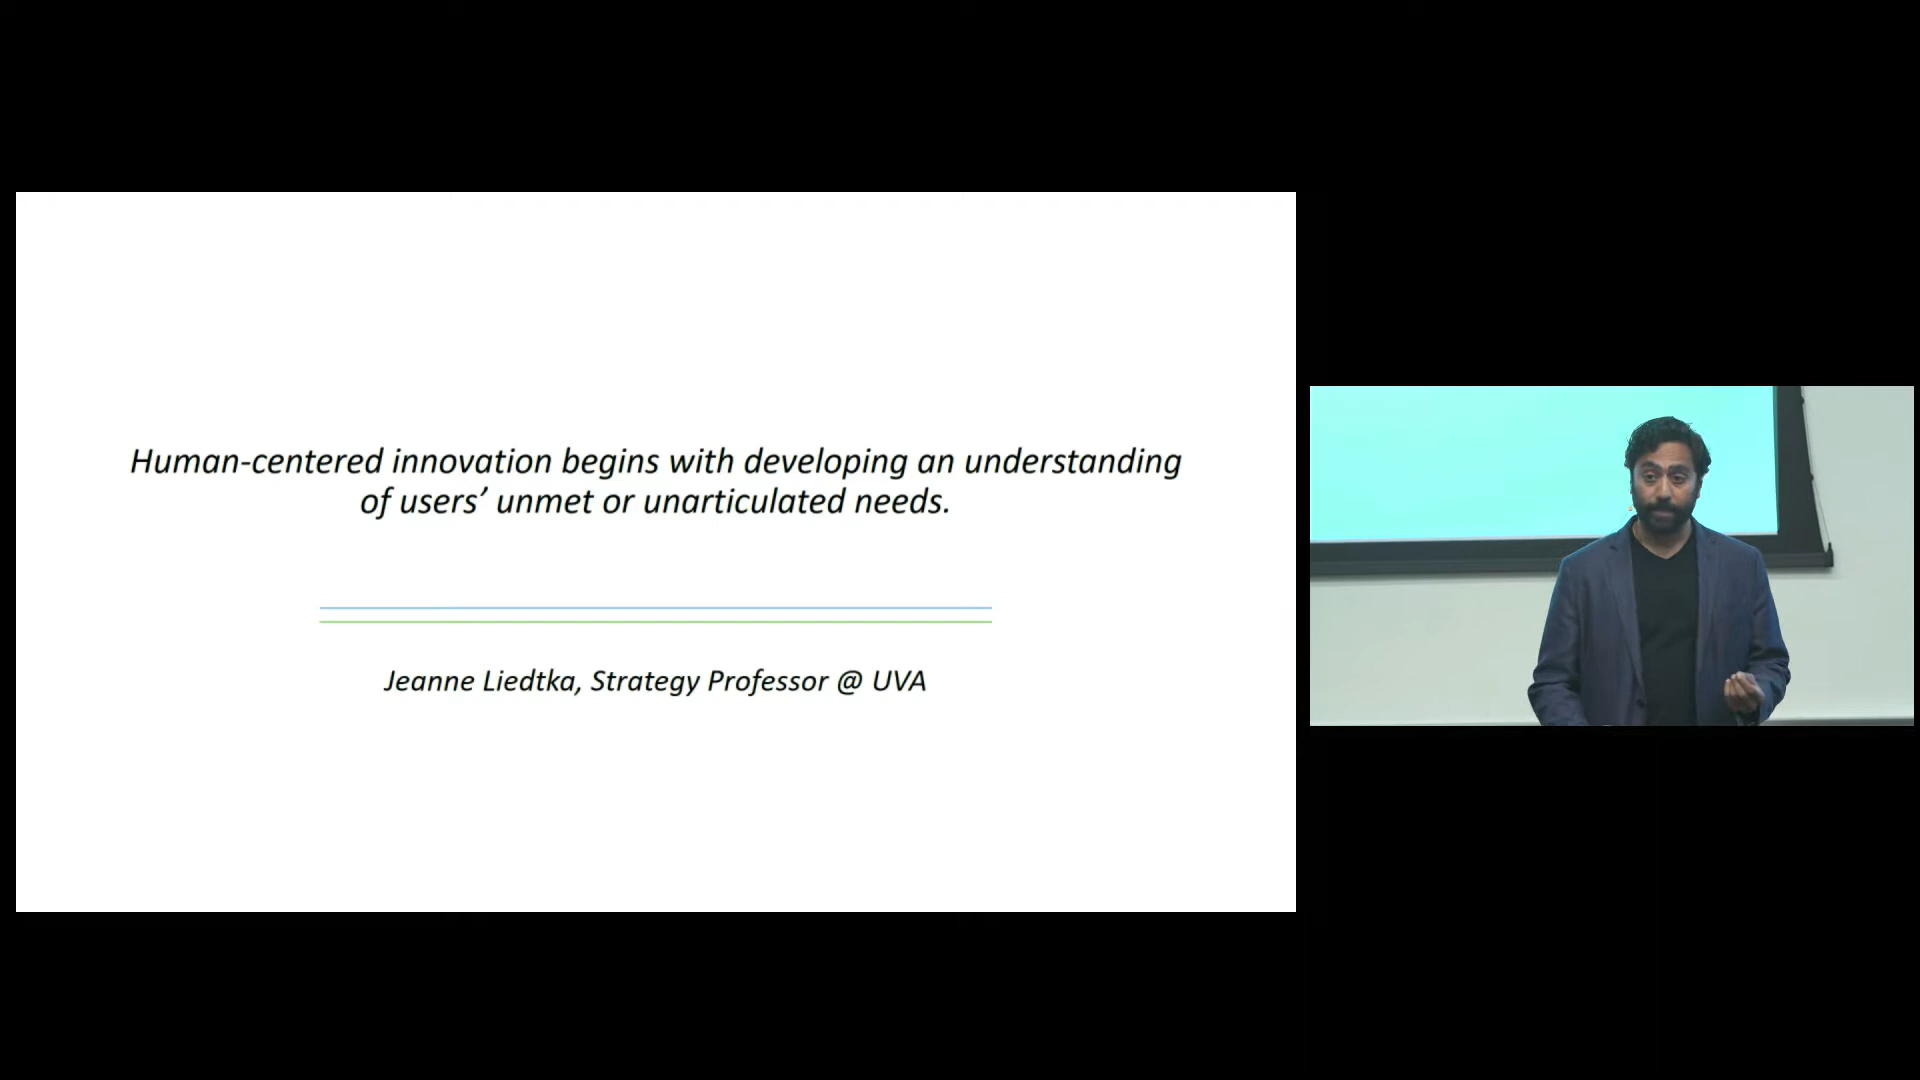 Human-centered innovation begins with developing an understanding
of users’ unmet or unarticulated needs.
Jeanne Liedtka, Strategy Professor @ UVA